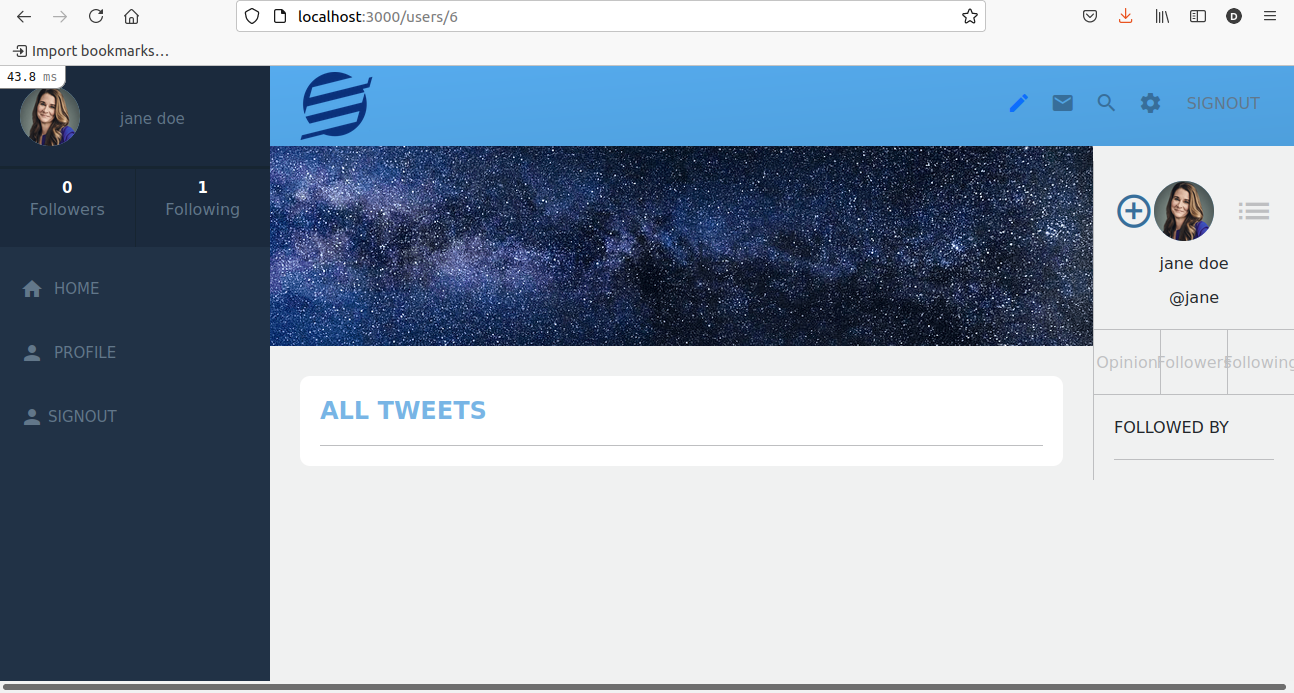 localhost:3000/users/6
Import bookmarks…
43.8 ms
jane doe
0
Followers
1
Following
HOME
PROFILE
SIGNOUT
SIGNOUT
ALL TWEETS
jane doe
@jane
Opinion Followers Following
FOLLOWED BY
D